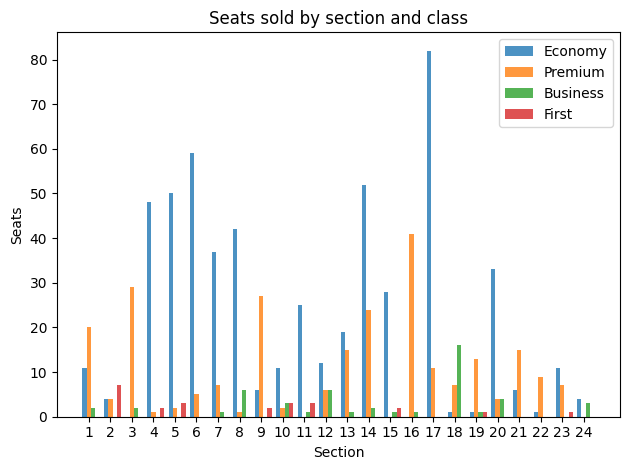 Seats sold by section and class
Economy
Premium
Business
First
80
70
60
50
40
30
20
10
0
Seats
1 2 3 4 5 6 7 8 9 10 11 12 13 14 15 16 17 18 19 20 21 22 23 24
Section